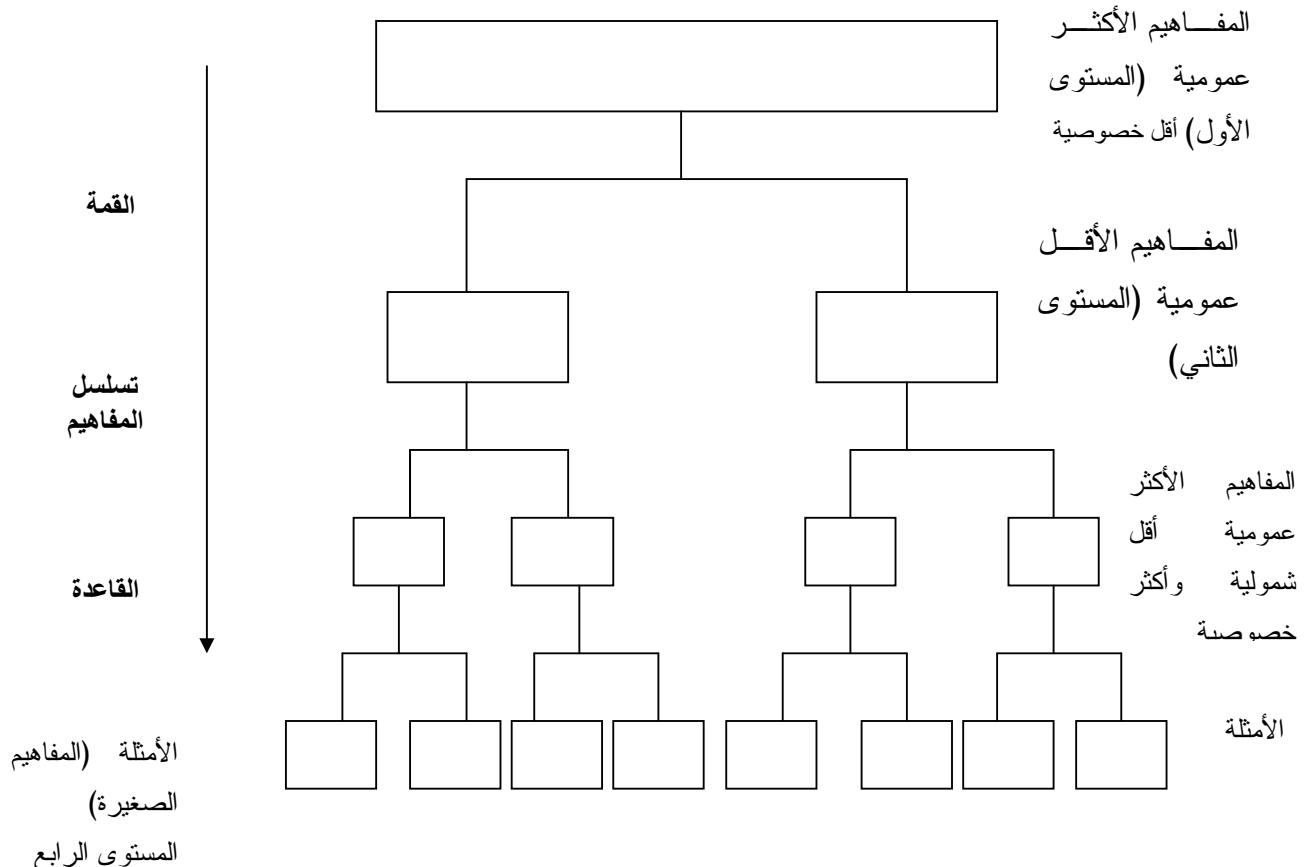 المفاهيم الأكثر
عمومية (المستوى
الأول) أقل خصوصية
القمة
المفاهيم الأقل
عمومية (المستوى
الثاني)
تسلسل
المفاهيم
المفاهيم الأكثر
عمومية أقل
شمولية وأكثر
خصوصية
القاعدة
الأمثلة
الأمثلة (المفاهيم
الصغيرة)
المستوى الرابع